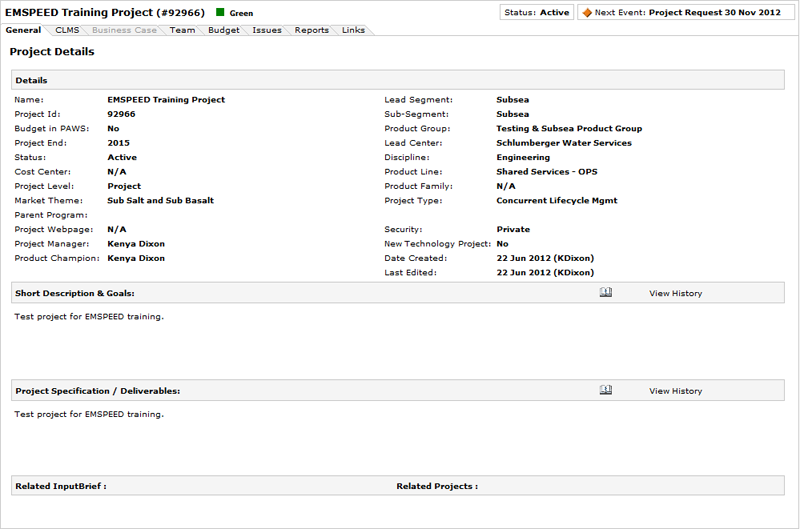 EMSPEED Training Project (#92966) Green Status: Active Next Event: Project Request 30 Nov 2012
General CLMS Business Case Team Budget Issues Reports Links
Project Details
Details
Name: EMSPEED Training Project Lead Segment: Subsea
Project Id: 92966 Sub-Segment: Subsea
Budget in PAWS: No Product Group: Testing & Subsea Product Group
Project End: 2015 Lead Center: Schlumberger Water Services
Status: Active Discipline: Engineering
Cost Center: N/A Product Line: Shared Services - OPS
Project Level: Project Product Family: N/A
Market Theme: Sub Salt and Sub Basalt Project Type: Concurrent Lifecycle Mgmt
Parent Program:
Project Webpage: N/A Security: Private
Project Manager: Kenya Dixon New Technology Project: No
Product Champion: Kenya Dixon Date Created: 22 Jun 2012 (KDixon)
Last Edited: 22 Jun 2012 (KDixon)
Short Description & Goals: View History
Test project for EMSPEED training.
Project Specification / Deliverables: View History
Test project for EMSPEED training.
Related InputBrief : Related Projects :